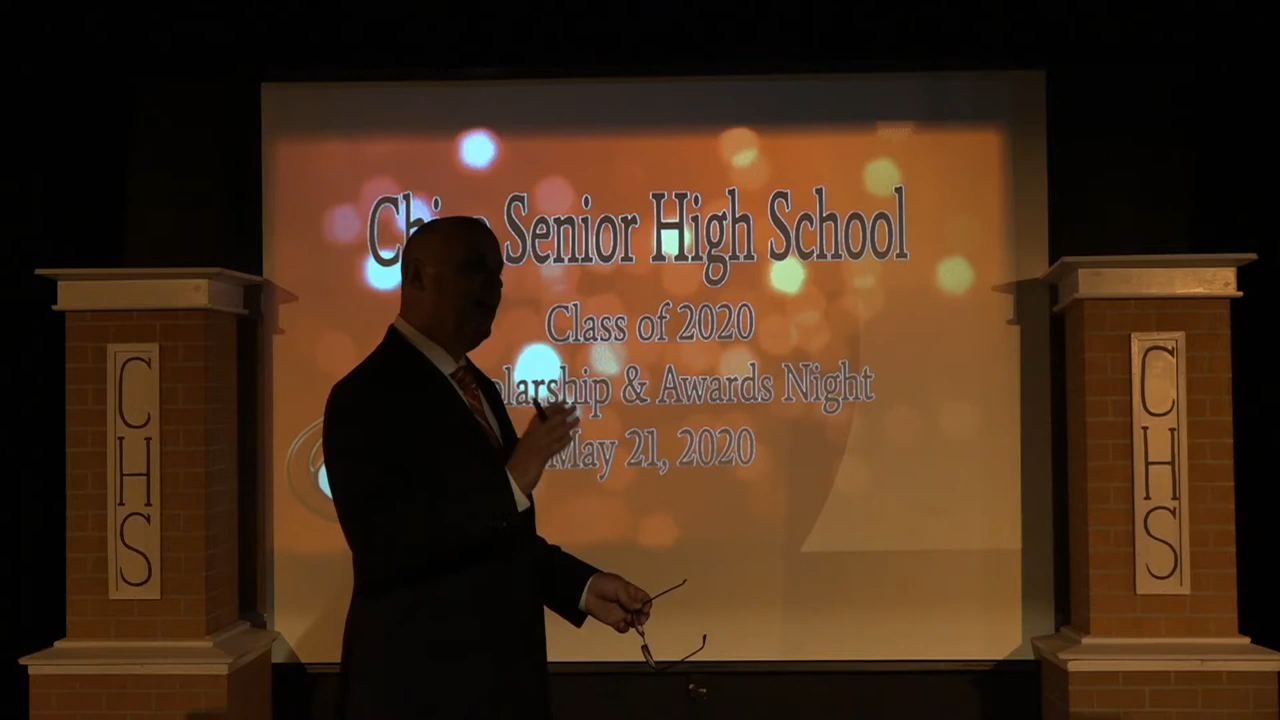 Senior High School
Class of 2020
& Awards Night
May 21, 2020
CHS
CHS